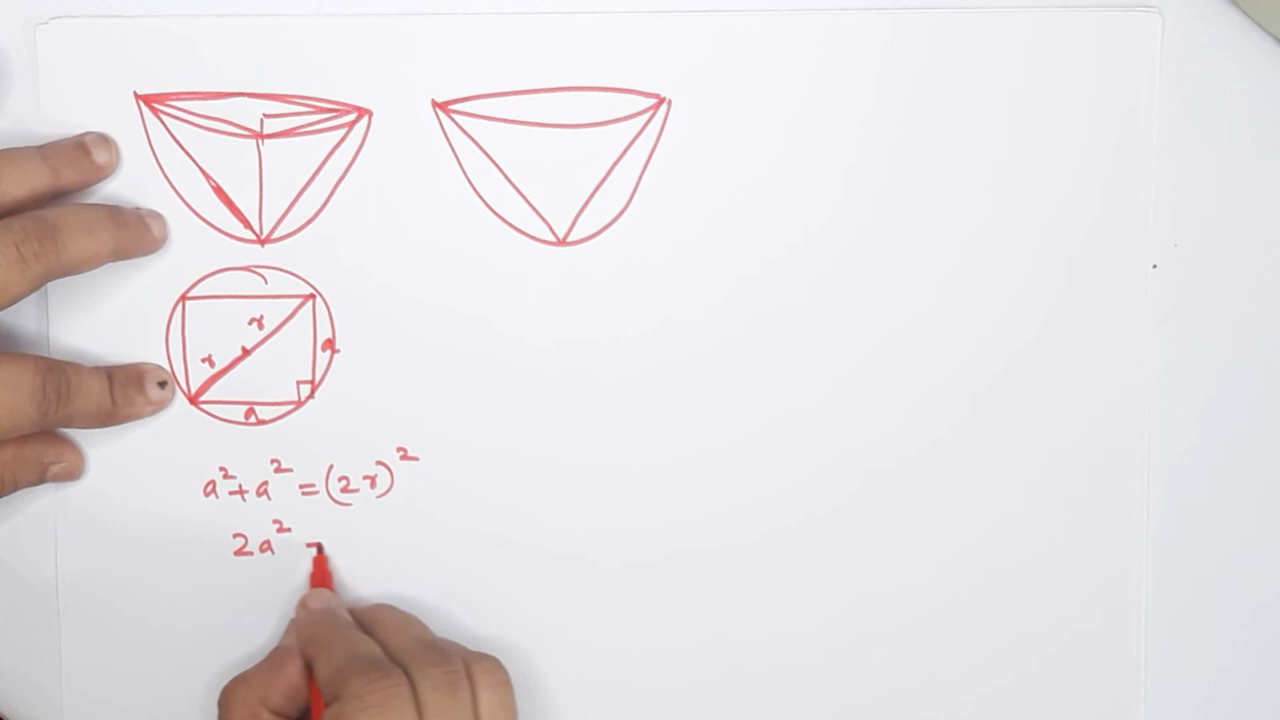 r
r
a
a
a² + a² = (2r)²
2a² =